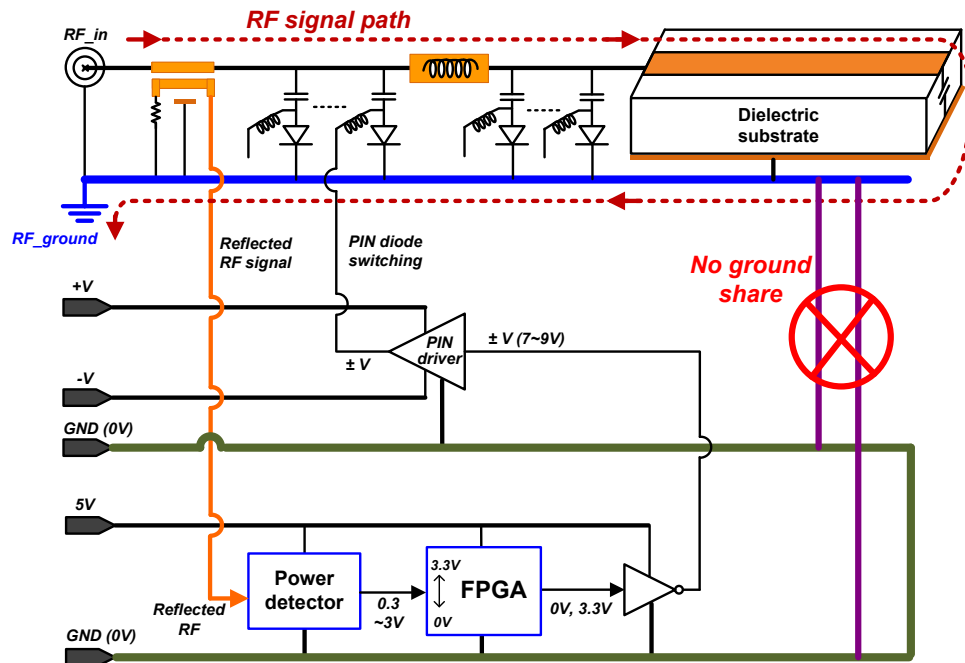 RF signal path
RF_in
Dielectric
substrate
RF_ground
Reflected
RF signal
PIN diode
switching
No ground
share
+V
PIN
driver
± V
± V (7~9V)
-V
GND (0V)
5V
Power
detector
0.3
~3V
3.3V
0V
FPGA
0V, 3.3V
Reflected
RF
GND (0V)